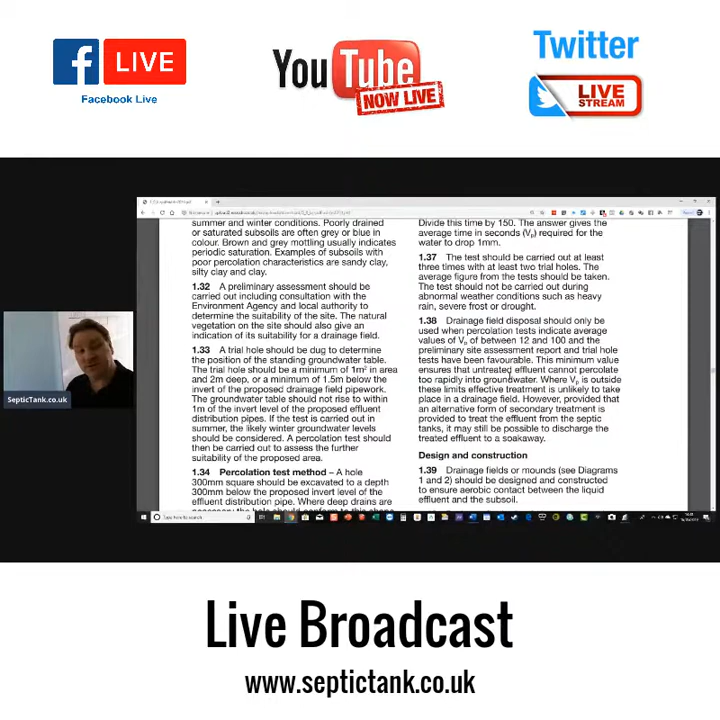 f LIVE
Facebook Live
YouTube
NOW LIVE
Twitter
LIVE
STREAM
summer and winter conditions. Poorly drained
or saturated subsoils are often grey or blue in
colour. Brown and grey mottling usually indicates
periodic saturation. Examples of subsoils with
poor percolation characteristics are sandy clay,
silty clay and clay.
1.32 A preliminary assessment should be
carried out including consultation with the
Environment Agency and local authority to
determine the suitability of the site. The natural
vegetation on the site should also give an
indication of its suitability for a drainage field.
1.33 A trial hole should be dug to determine
the position of the standing groundwater table.
The trial hole should be a minimum of 1m² in area
and 2m deep, or a minimum of 1.5m below the
invert of the proposed drainage field pipework.
The groundwater table should not rise to within
1m of the invert level of the proposed effluent
distribution pipes. If the test is carried out in
summer, the likely winter groundwater levels
should be considered. A percolation test should
then be carried out to assess the further
suitability of the proposed area.
1.34 Percolation test method – A hole
300mm square should be excavated to a depth
300mm below the proposed invert level of the
effluent distribution pipe. Where deep drains are
necessary the hole should conform to this shape
Divide this time by 150. The answer gives the
average time in seconds (Vp) required for the
water to drop 1mm.
1.37 The test should be carried out at least
three times with at least two trial holes. The
average figure from the tests should be taken.
The test should not be carried out during
abnormal weather conditions such as heavy
rain, severe frost or drought.
1.38 Drainage field disposal should only be
used when percolation tests indicate average
values of Vp of between 12 and 100 and the
preliminary site assessment report and trial hole
tests have been favourable. This minimum value
ensures that untreated effluent cannot percolate
too rapidly into groundwater. Where Vp is outside
these limits effective treatment is unlikely to take
place in a drainage field. However, provided that
an alternative form of secondary treatment is
provided to treat the effluent from the septic
tanks, it may still be possible to discharge the
treated effluent to a soakaway.
Design and construction
1.39 Drainage fields or mounds (see Diagrams
1 and 2) should be designed and constructed
to ensure aerobic contact between the liquid
effluent and the subsoil.
SepticTank.co.uk
Type here to search
Live Broadcast
www.septictank.co.uk